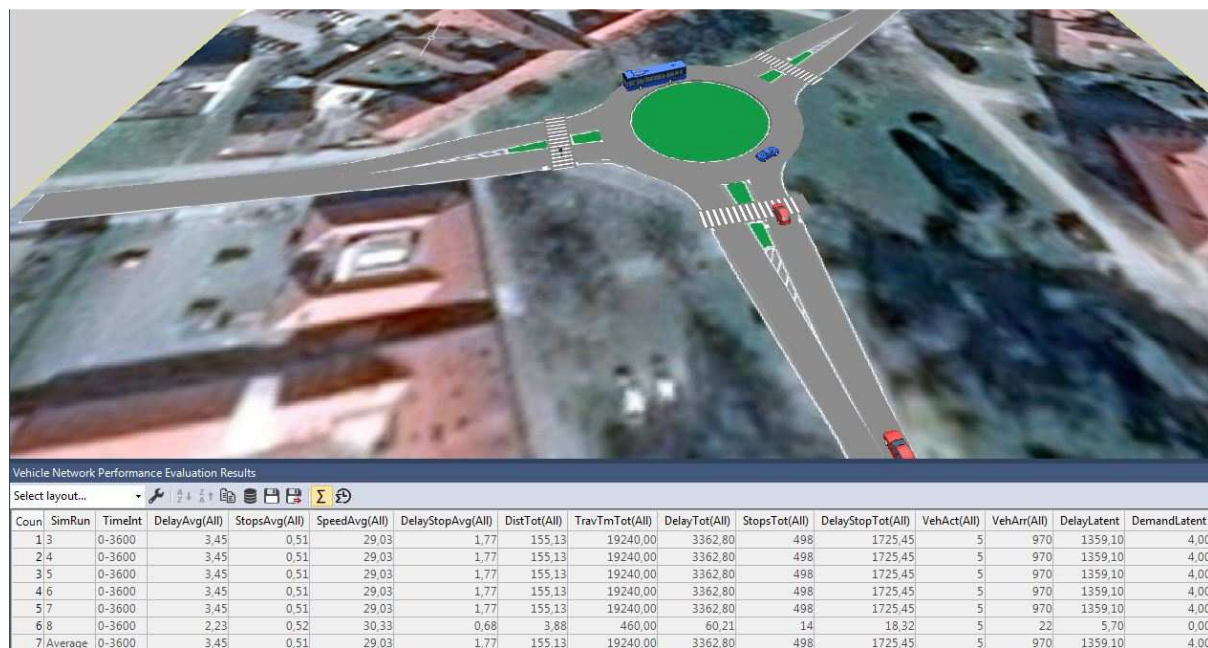 Vehicle Network Performance Evaluation Results
Select layout...
Coun SimRun TimeInt DelayAvg(All) StopsAvg(All) SpeedAvg(All) DelayStopAvg(All) DistTot(All) TravTmTot(All) DelayTot(All) StopsTot(All) DelayStopTot(All) VehAct(All) VehArr(All) DelayLatent DemandLatent
1 3 0-3600 3,45 0,51 29,03 1,77 155,13 19240,00 3362,80 498 1725,45 5 970 1359,10 4,00
2 4 0-3600 3,45 0,51 29,03 1,77 155,13 19240,00 3362,80 498 1725,45 5 970 1359,10 4,00
3 5 0-3600 3,45 0,51 29,03 1,77 155,13 19240,00 3362,80 498 1725,45 5 970 1359,10 4,00
4 6 0-3600 3,45 0,51 29,03 1,77 155,13 19240,00 3362,80 498 1725,45 5 970 1359,10 4,00
5 7 0-3600 3,45 0,51 29,03 1,77 155,13 19240,00 3362,80 498 1725,45 5 970 1359,10 4,00
6 8 0-3600 2,23 0,52 30,33 0,68 3,88 460,00 60,21 14 18,32 5 22 5,70 0,00
7 Average 0-3600 3,45 0,51 29,03 1,77 155,13 19240,00 3362,80 498 1725,45 5 970 1359,10 4,00